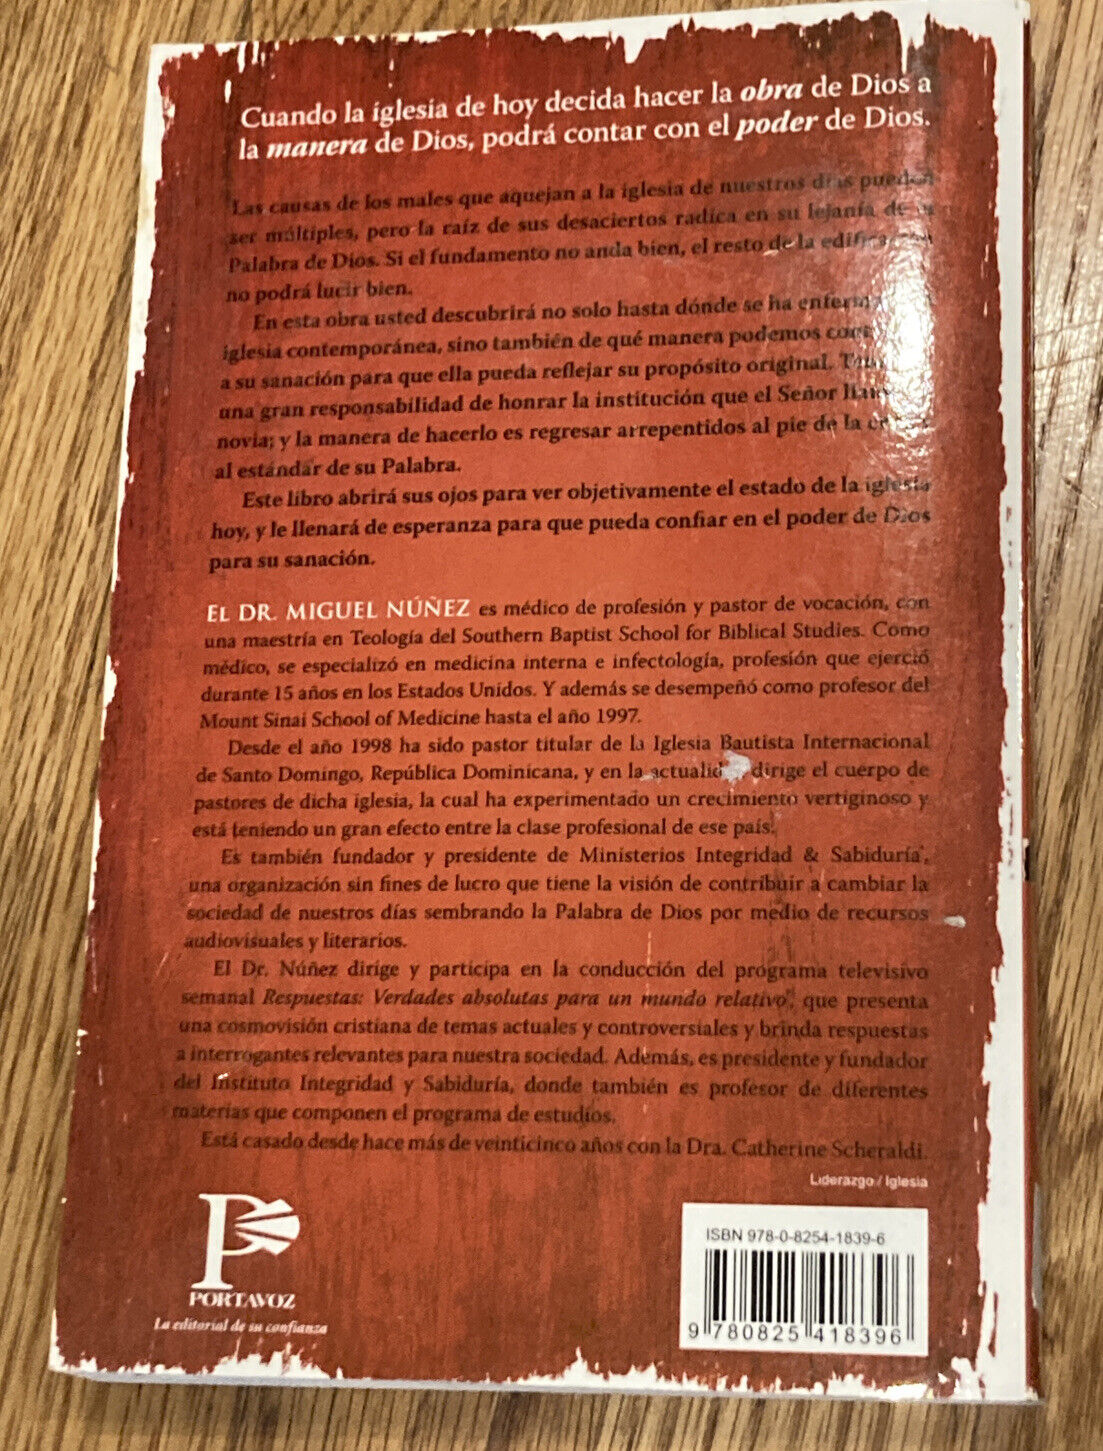 Cuando la iglesia de hoy decida hacer la obra de Dios a
la manera de Dios, podrá contar con el poder de Dios.
Las causas de los males que aquejan a la iglesia de nuestros días pueden
ser múltiples, pero la raíz de sus desaciertos radica en su lejanía de
Palabra de Dios. Si el fundamento no anda bien, el resto de la
no podrá lucir bien.
En esta obra usted descubrirá no solo hasta dónde se ha
iglesia contemporánea, sino también de qué manera podemos
a su sanación para que ella pueda reflejar su propósito original.
una gran responsabilidad de honrar la institución que el Señor
novia; y la manera de hacerlo es regresar arrepentidos al pie de la
al estándar de su Palabra.
Este libro abrirá sus ojos para ver objetivamente el estado de la iglesia
hoy, y le llenará de esperanza para que pueda confiar en el poder de Dios
para su sanación.
EL DR. MIGUEL NÚÑEZ es médico de profesión y pastor de vocación, con
una maestría en Teología del Southern Baptist School for Biblical Studies. Como
médico, se especializó en medicina interna e infectología, profesión que ejerció
durante 15 años en los Estados Unidos. Y además se desempeñó como profesor del
Mount Sinai School of Medicine hasta el año 1997.
Desde el año 1998 ha sido pastor titular de la Iglesia Bautista Internacional
de Santo Domingo, República Dominicana, y en la dirige el cuerpo de
pastores de dicha iglesia, la cual ha experimentado un crecimiento vertiginoso y
está teniendo un gran efecto entre la clase profesional de ese país.
Es también fundador y presidente de Ministerios Integridad & Sabiduría,
una organización sin fines de lucro que tiene la visión de contribuir a cambiar la
sociedad de nuestros días sembrando la Palabra de Dios por medio de recursos
audiovisuales y literarios.
El Dr. Núñez dirige y participa en la conducción del programa televisivo
semanal Respuestas: Verdades absolutas para un mundo relativo, que presenta
una cosmovisión cristiana de temas actuales y controversiales y brinda respuestas
a interrogantes relevantes para nuestra sociedad. Además, es presidente y fundador
del Instituto Integridad y Sabiduría, donde también es profesor de diferentes
materias que componen el programa de estudios.
Está casado desde hace más de veinticinco años con la Dra. Catherine Scheraldi.
Liderazgo / Iglesia
P
PORTAVOZ
La editorial de su confianza
ISBN 978-0-8254-1839-6
9 780825 418396